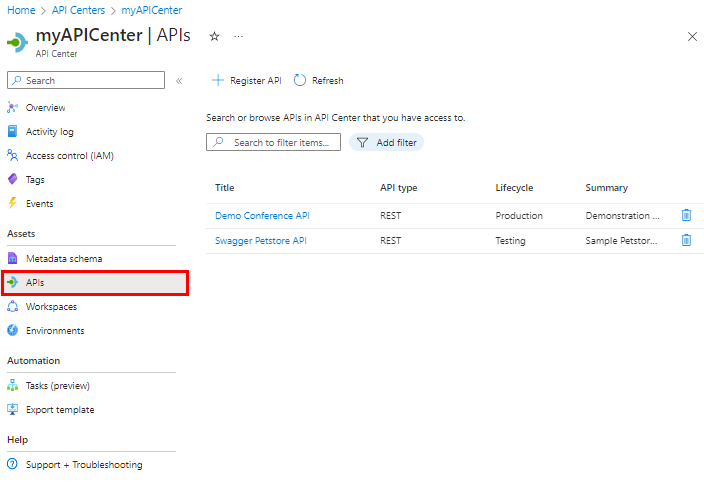 Home > API Centers > myAPICenter
myAPICenter | APIs ...
API Center
Search
«
Register API Refresh
Overview
Activity log
Access control (IAM)
Tags
Events
Assets
Metadata schema
APIs
Workspaces
Environments
Automation
Tasks (preview)
Export template
Help
Support + Troubleshooting
Search or browse APIs in API Center that you have access to.
Search to filter items... Add filter
Title API type Lifecycle Summary
Demo Conference API REST Production Demonstration ...
Swagger Petstore API REST Testing Sample Petstor...